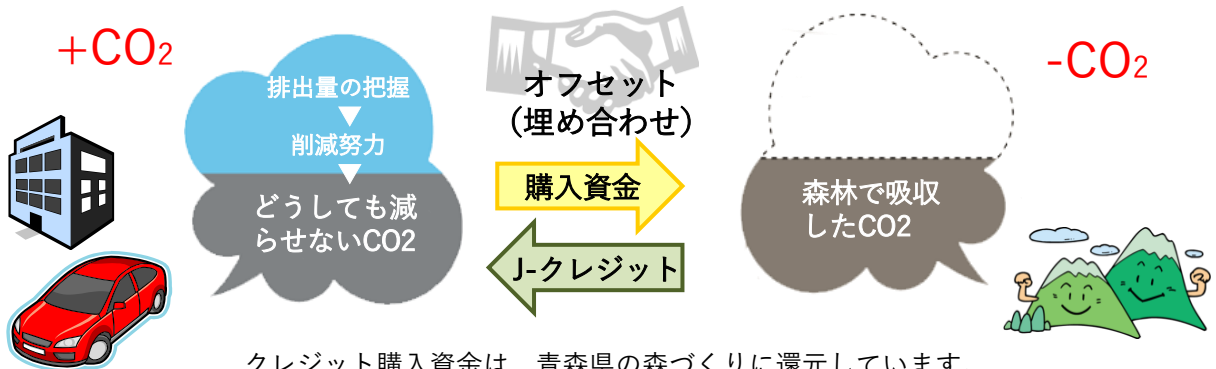 +CO₂
排出量の把握
削減努力
どうしても減
らせないCO2
オフセット
（埋め合わせ）
購入資金
J-クレジット
-CO₂
森林で吸収
したCO2
クレジット購入資金は、青森県の森づくりに還元しています